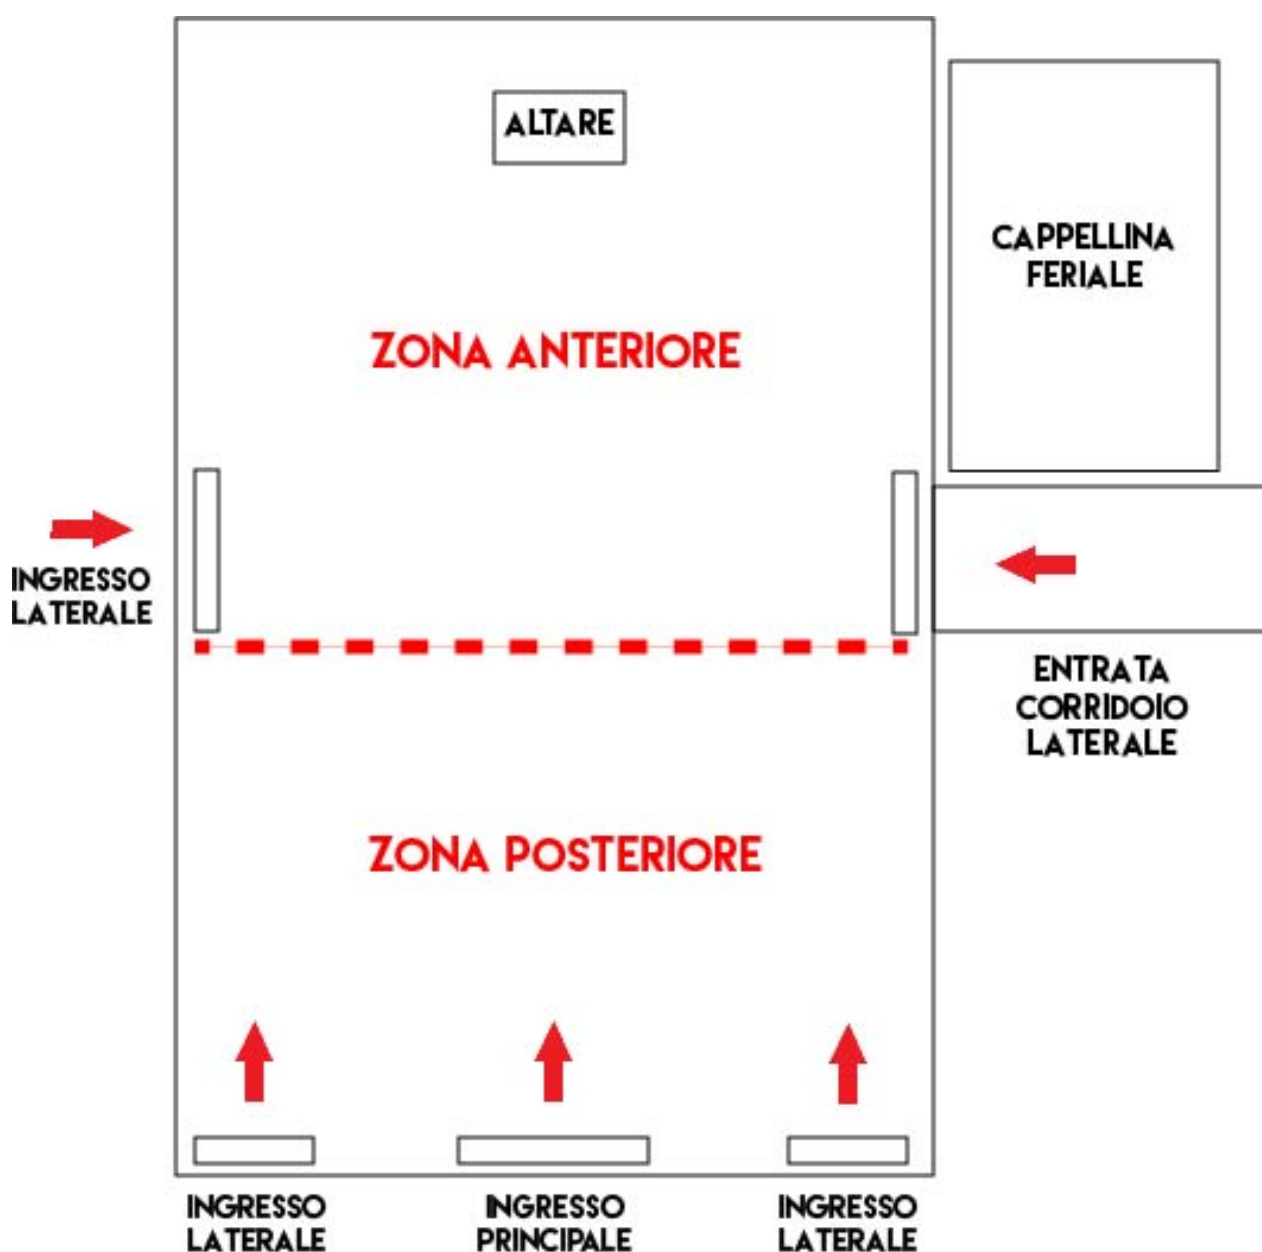 ALTARE
CAPPELLINA
FERIALE
ZONA ANTERIORE
INGRESSO
LATERALE
ENTRATA
CORRIDOIO
LATERALE
ZONA POSTERIORE
INGRESSO
LATERALE
INGRESSO
PRINCIPALE
INGRESSO
LATERALE